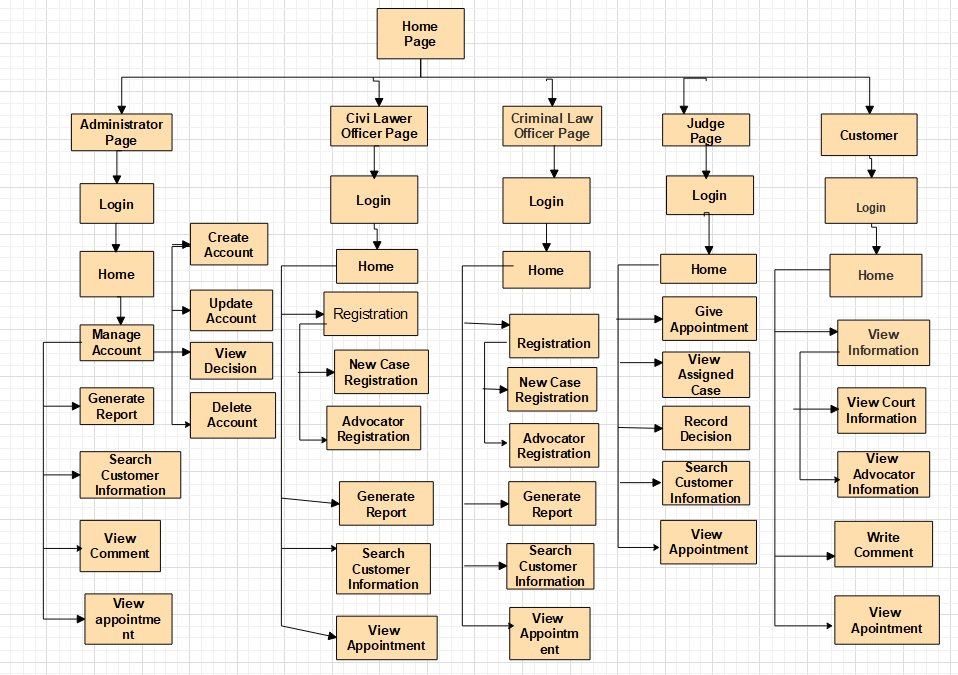 Home
Page
Administrator
Page
Login
Home
Manage
Account
Create
Account
Update
Account
View
Decision
Delete
Account
Generate
Report
Search
Customer
Information
View
Comment
View
appointme
nt
Civi Lawer
Officer Page
Login
Home
Registration
New Case
Registration
Advocator
Registration
Generate
Report
Search
Customer
Information
View
Appointment
Criminal Law
Officer Page
Login
Home
Registration
New Case
Registration
Advocator
Registration
Generate
Report
Search
Customer
Information
View
Appointm
ent
Judge
Page
Login
Home
Give
Appointment
View
Assigned
Case
Record
Decision
Search
Customer
Information
View
Appointment
Customer
Login
Home
View
Information
View Court
Information
View
Advocator
Information
Write
Comment
View
Apointment